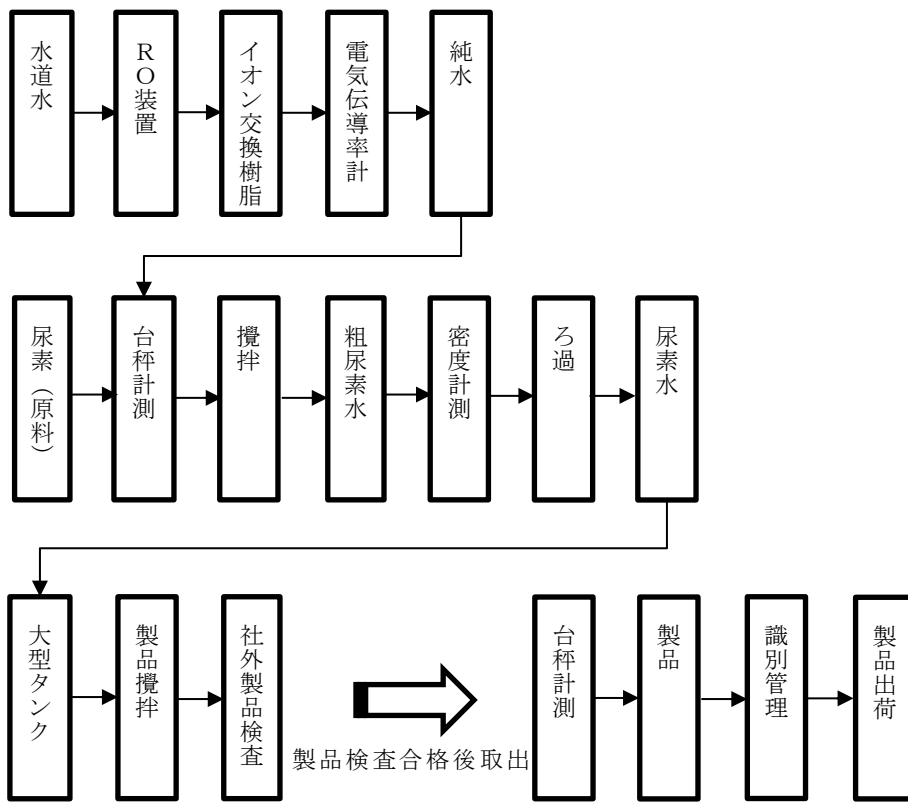 水道水
ＲＯ装置
イオン交換樹脂
電気伝導率計
純水
尿素（原料）
台秤計測
攪拌
粗尿素水
密度計測
ろ過
尿素水
大型タンク
製品攪拌
社外製品検査
製品検査合格後取出
台秤計測
製品
識別管理
製品出荷